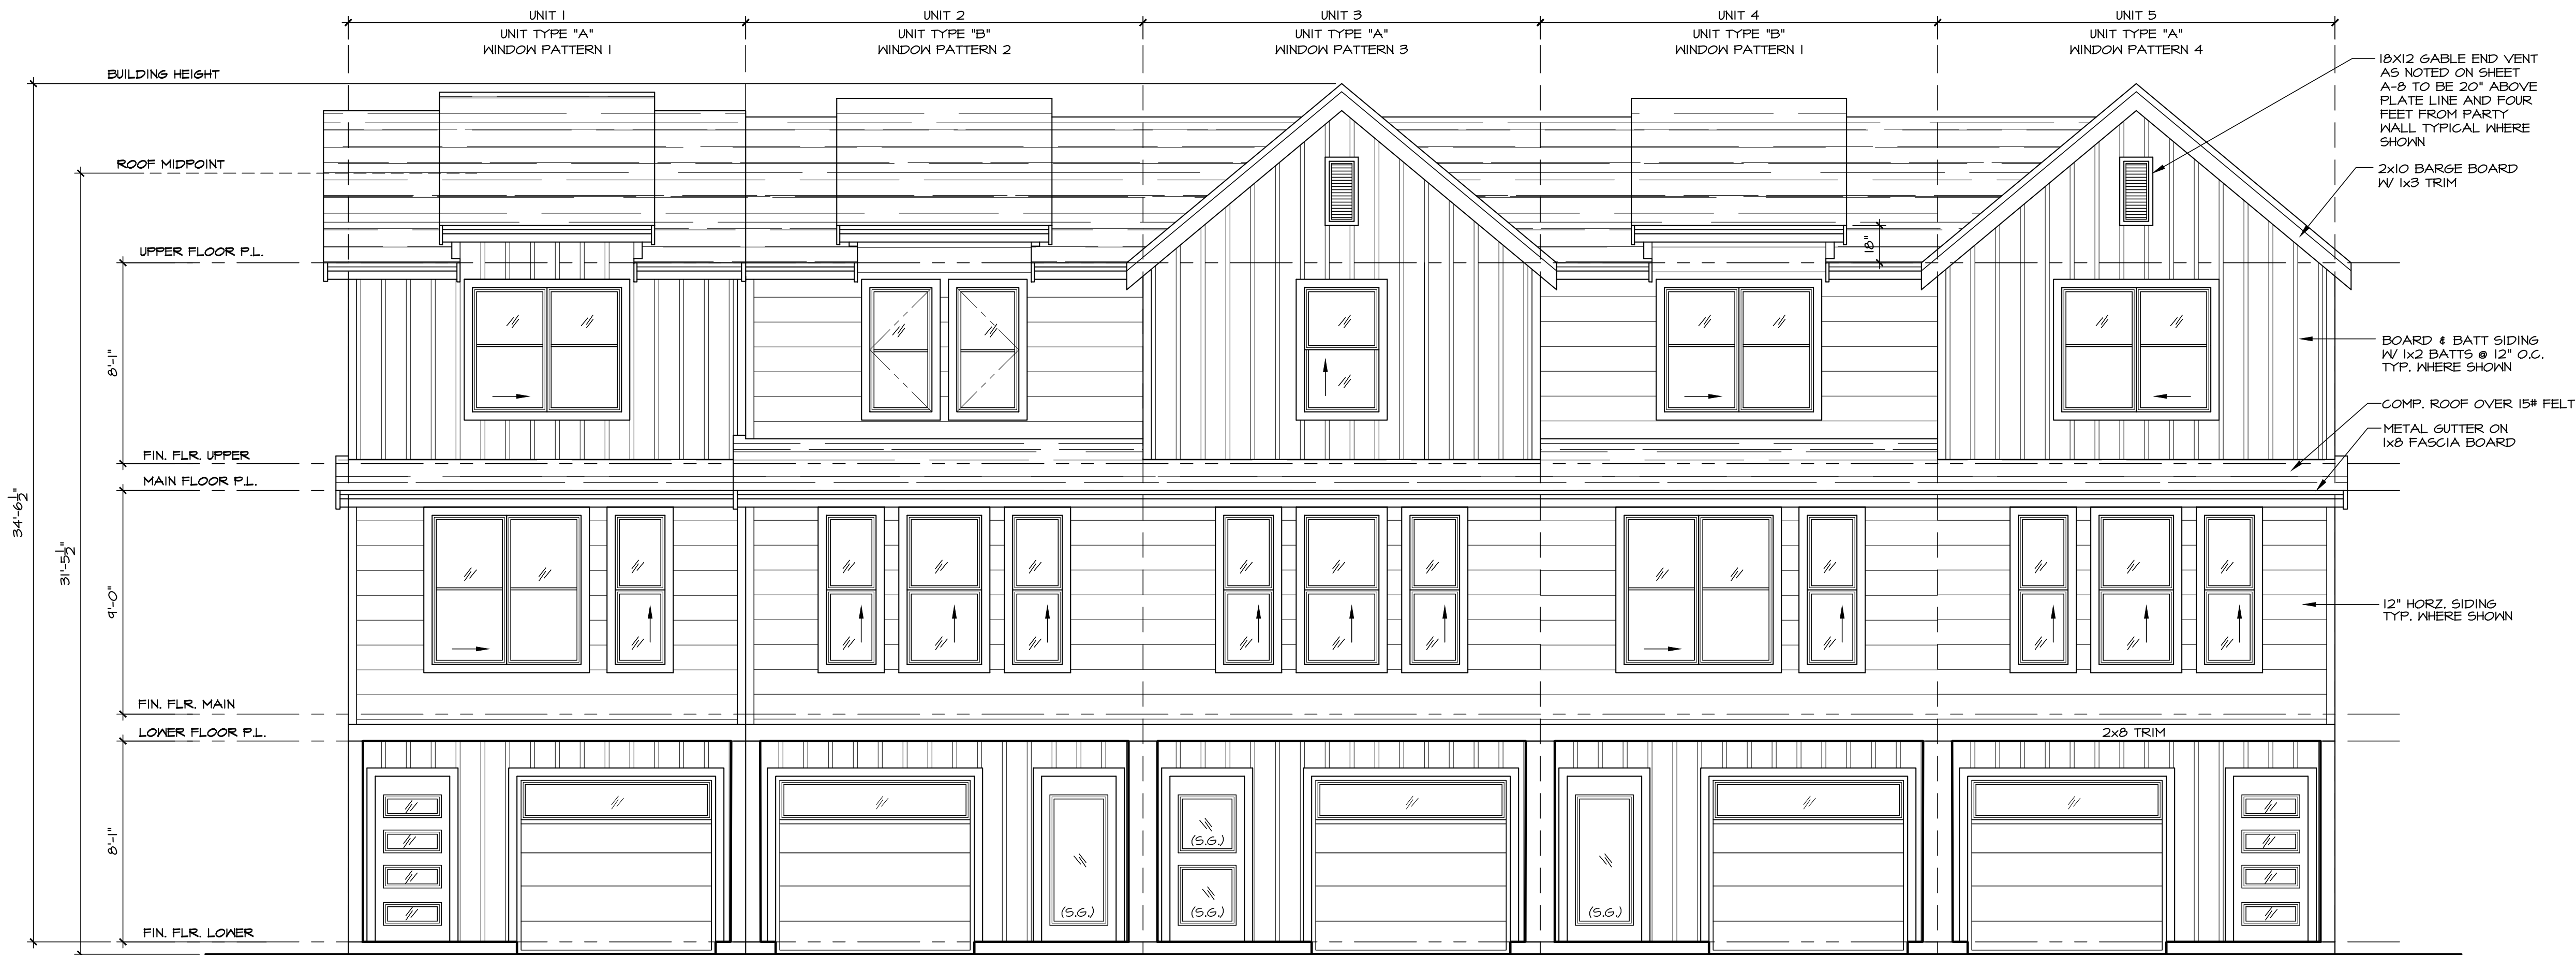 UNIT 1
UNIT TYPE "A"
WINDOW PATTERN 1
UNIT 2
UNIT TYPE "B"
WINDOW PATTERN 2
UNIT 3
UNIT TYPE "A"
WINDOW PATTERN 3
UNIT 4
UNIT TYPE "B"
WINDOW PATTERN 1
UNIT 5
UNIT TYPE "A"
WINDOW PATTERN 4
BUILDING HEIGHT
ROOF MIDPOINT
UPPER FLOOR P.L.
FIN. FLR. UPPER
MAIN FLOOR P.L.
FIN. FLR. MAIN
LOWER FLOOR P.L.
FIN. FLR. LOWER
34'-6 1/2"
31'-5 1/2"
8'-1"
9'-0"
8'-1"
18"
18X12 GABLE END VENT
AS NOTED ON SHEET
A-8 TO BE 20" ABOVE
PLATE LINE AND FOUR
FEET FROM PARTY
WALL TYPICAL WHERE
SHOWN
2x10 BARGE BOARD
W/ 1x3 TRIM
BOARD & BATT SIDING
W/ 1x2 BATTS @ 12" O.C.
TYP. WHERE SHOWN
COMP. ROOF OVER 15# FELT
METAL GUTTER ON
1x8 FASCIA BOARD
12" HORZ. SIDING
TYP. WHERE SHOWN
2x8 TRIM
(S.G.)
(S.G.)
(S.G.)
(S.G.)